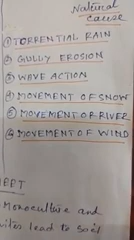 Natural
cause
① TORRENTIAL RAIN
② GULLY EROSION
③ WAVE ACTION
④ MOVEMENT OF SNOW
⑤ MOVEMENT OF RIVER
⑥ MOVEMENT OF WIND
Monoculture and
lead to soil